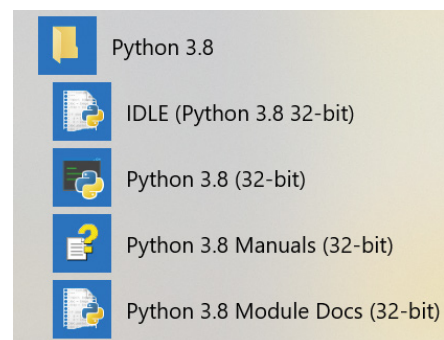 Python 3.8
IDLE (Python 3.8 32-bit)
Python 3.8 (32-bit)
Python 3.8 Manuals (32-bit)
Python 3.8 Module Docs (32-bit)